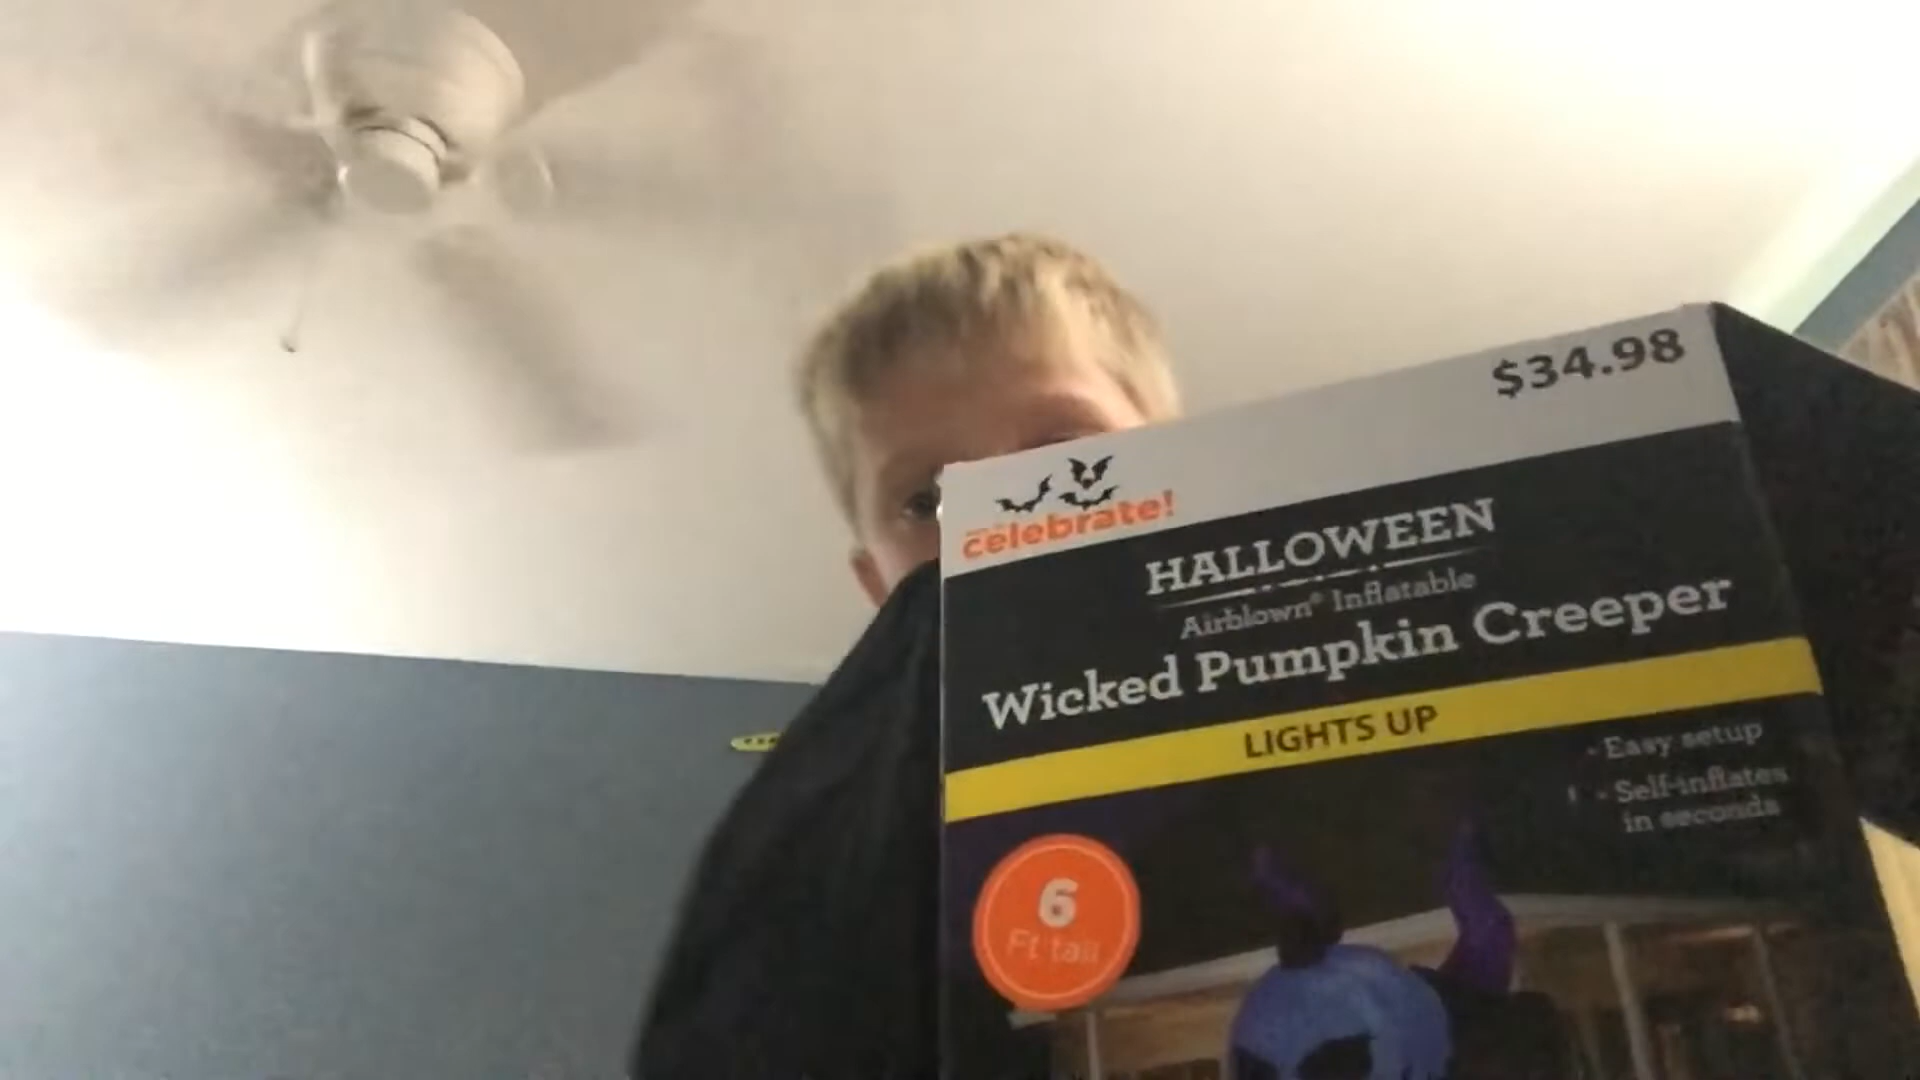 $34.98
celebrate!
HALLOWEEN
Airblown® Inflatable
Wicked Pumpkin Creeper
LIGHTS UP
- Easy setup
- Self-inflates
in seconds
6
Ft tall